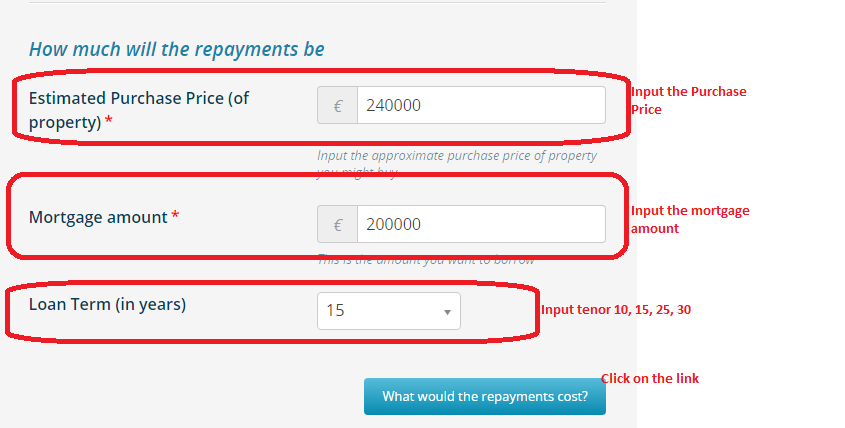 How much will the repayments be
Estimated Purchase Price (of
property) *
€ 240000
Input the Purchase
Price
Input the approximate purchase price of property
you might buy
Mortgage amount *
€ 200000
Input the mortgage
amount
This is the amount you want to borrow
Loan Term (in years)
15
Input tenor 10, 15, 25, 30
Click on the link
What would the repayments cost?